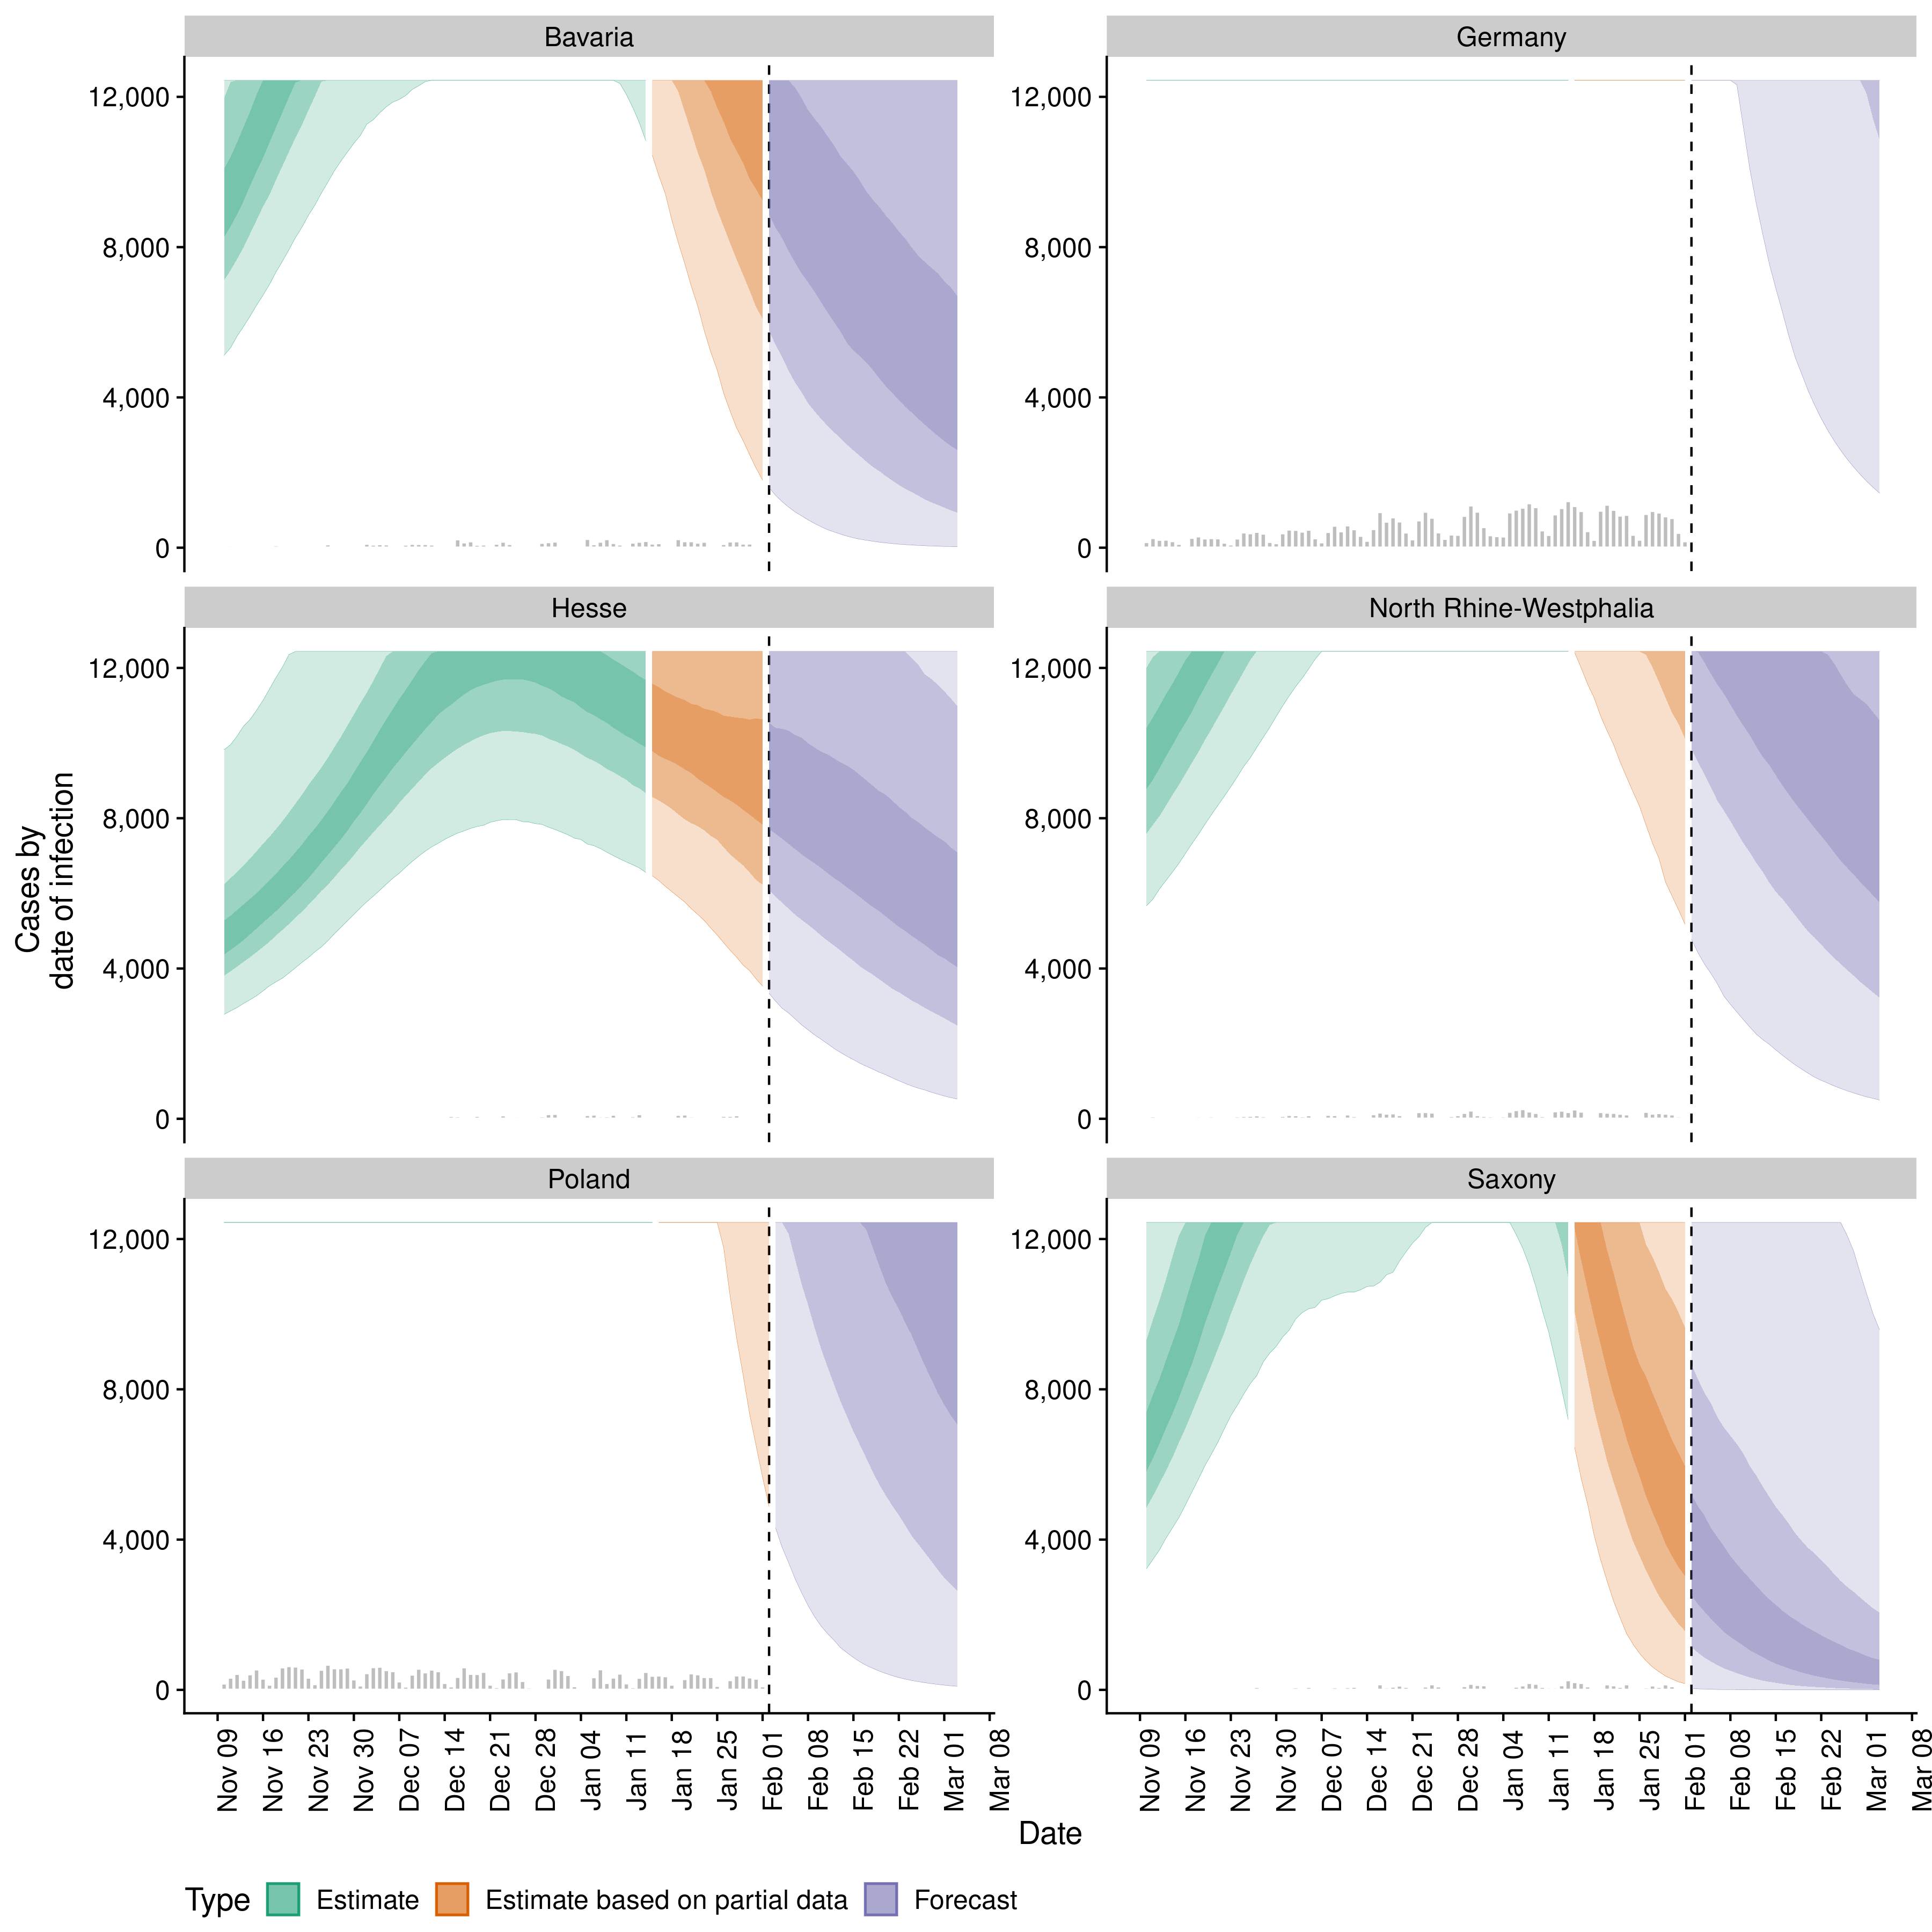 Bavaria
Germany
12,000
8,000
4,000
0
12,000
8,000
4,000
0
Hesse
North Rhine-Westphalia
12,000
8,000
4,000
0
12,000
8,000
4,000
0
Cases by
date of infection
Poland
Saxony
12,000
8,000
4,000
0
12,000
8,000
4,000
0
Nov 09
Nov 16
Nov 23
Nov 30
Dec 07
Dec 14
Dec 21
Dec 28
Jan 04
Jan 11
Jan 18
Jan 25
Feb 01
Feb 08
Feb 15
Feb 22
Mar 01
Mar 08
Nov 09
Nov 16
Nov 23
Nov 30
Dec 07
Dec 14
Dec 21
Dec 28
Jan 04
Jan 11
Jan 18
Jan 25
Feb 01
Feb 08
Feb 15
Feb 22
Mar 01
Mar 08
Date
Type Estimate Estimate based on partial data Forecast